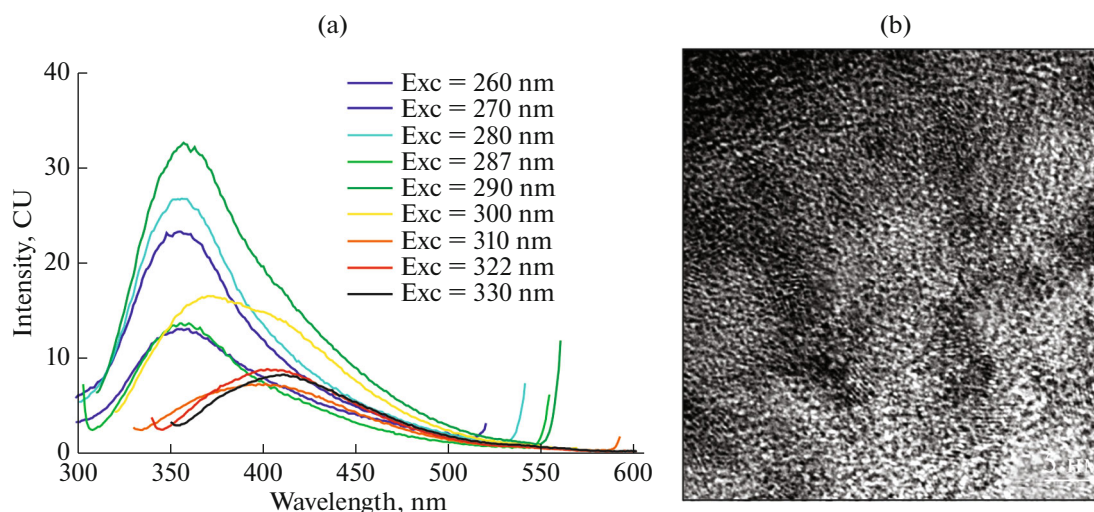 (a)
(b)
Intensity, CU
40
30
20
10
0
300
350
400
450
500
550
600
Wavelength, nm
Exc = 260 nm
Exc = 270 nm
Exc = 280 nm
Exc = 287 nm
Exc = 290 nm
Exc = 300 nm
Exc = 310 nm
Exc = 322 nm
Exc = 330 nm